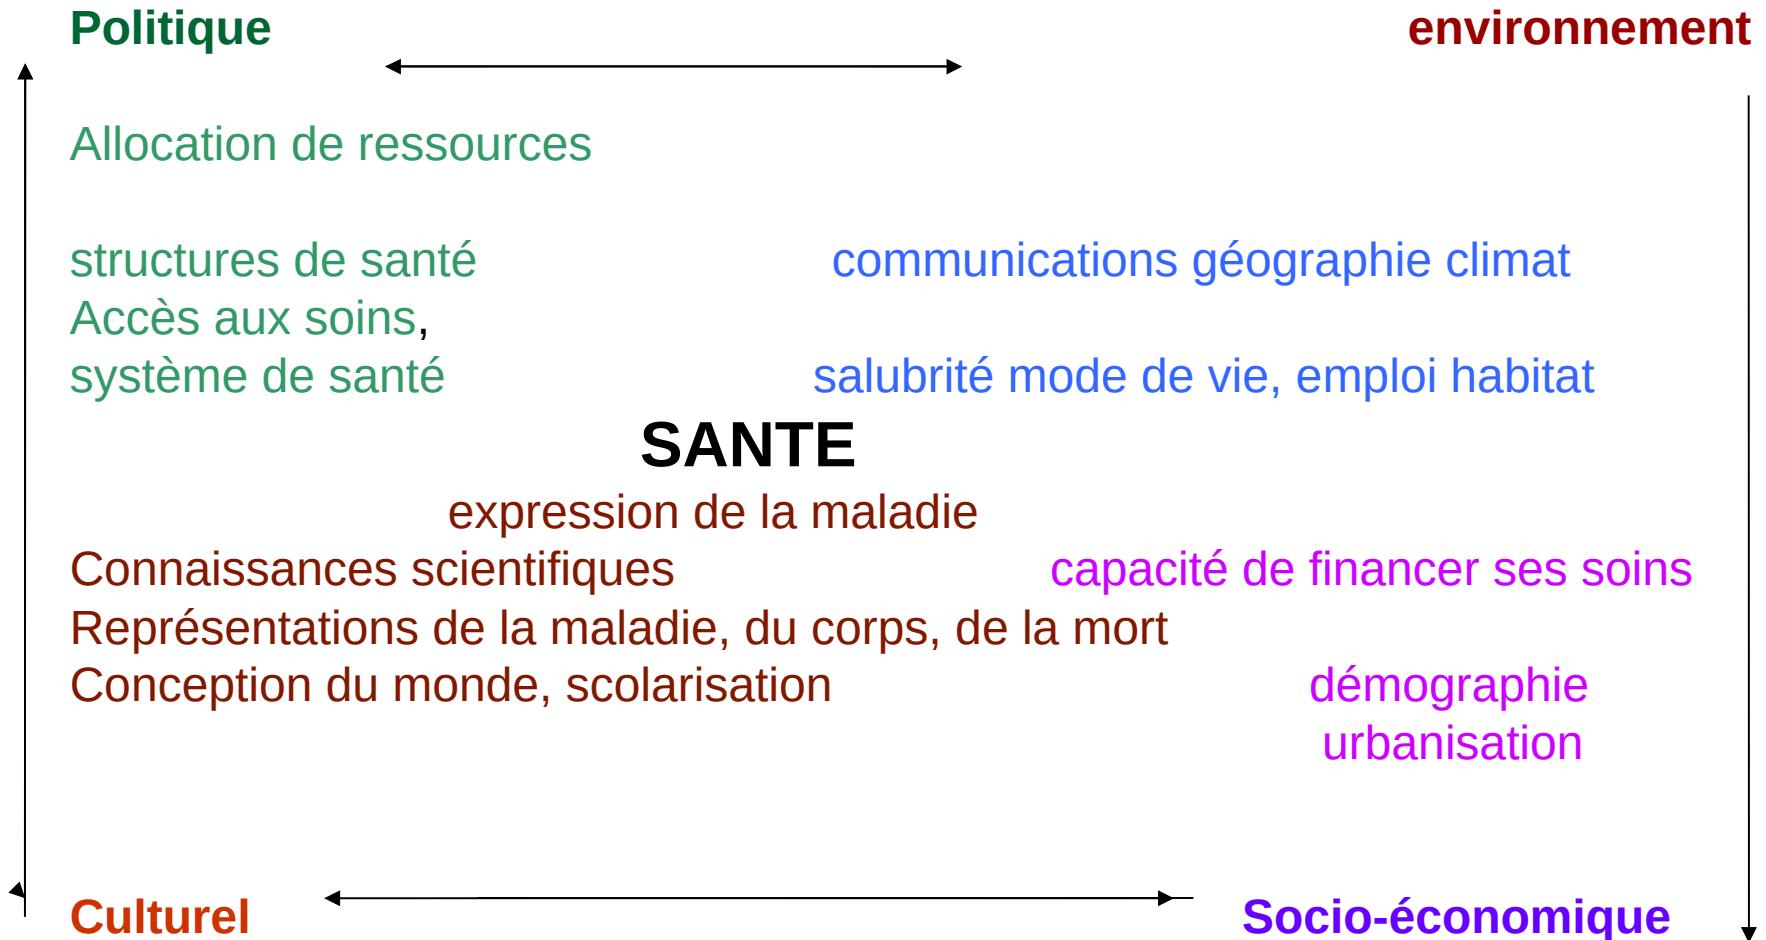 Politique environnement
Allocation de ressources
structures de santé communications géographie climat
Accès aux soins,
système de santé salubrité mode de vie, emploi habitat
SANTE
expression de la maladie
Connaissances scientifiques capacité de financer ses soins
Représentations de la maladie, du corps, de la mort
Conception du monde, scolarisation démographie
urbanisation
Culturel Socio-économique